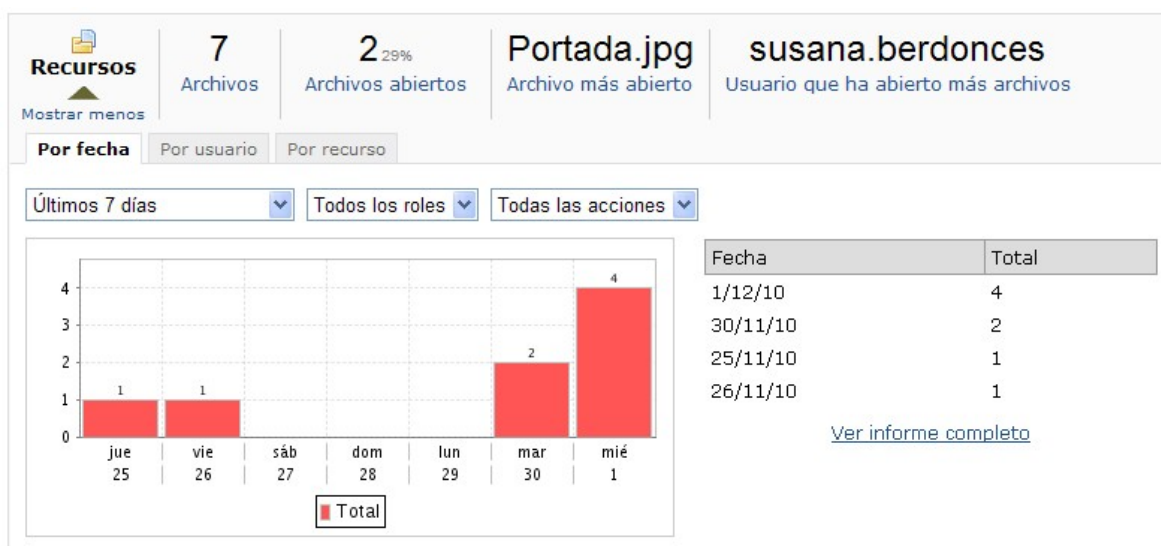 Recursos
Mostrar menos
7
Archivos
2 29%
Archivos abiertos
Portada.jpg
Archivo más abierto
susana.berdonces
Usuario que ha abierto más archivos
Por fecha Por usuario Por recurso
Últimos 7 días Todos los roles Todas las acciones
4
3
2
1
0
1 1 2 4
jue vie sáb dom lun mar mié
25 26 27 28 29 30 1
Total
Fecha Total
1/12/10 4
30/11/10 2
25/11/10 1
26/11/10 1
Ver informe completo